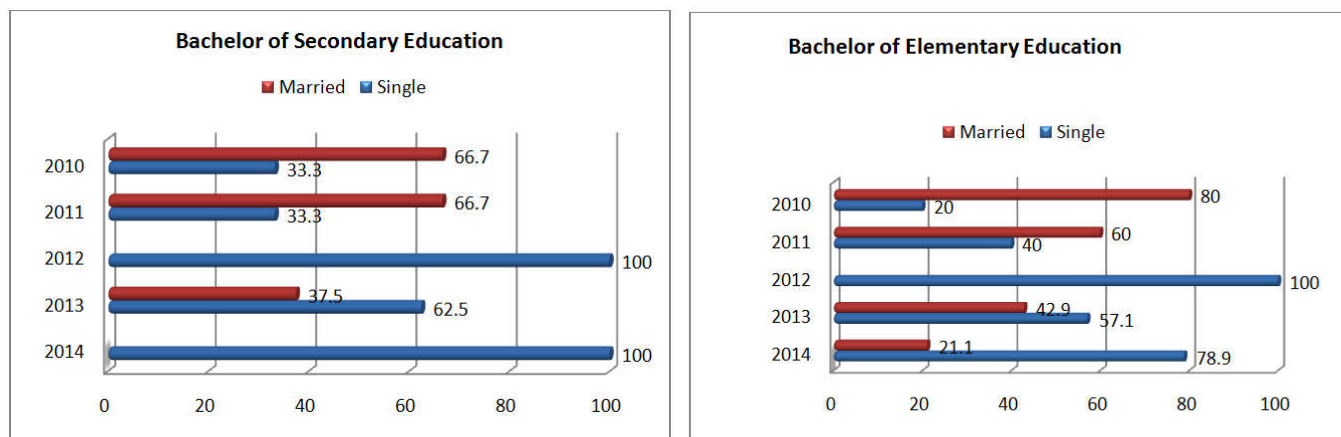 Bachelor of Secondary Education
Married Single
2010 66.7
33.3
2011 66.7
33.3
2012 100
2013 37.5
62.5
2014 100
0 20 40 60 80 100
Bachelor of Elementary Education
Married Single
2010 80
20
2011 60
40
2012 100
2013 42.9
57.1
2014 21.1
78.9
0 20 40 60 80 100